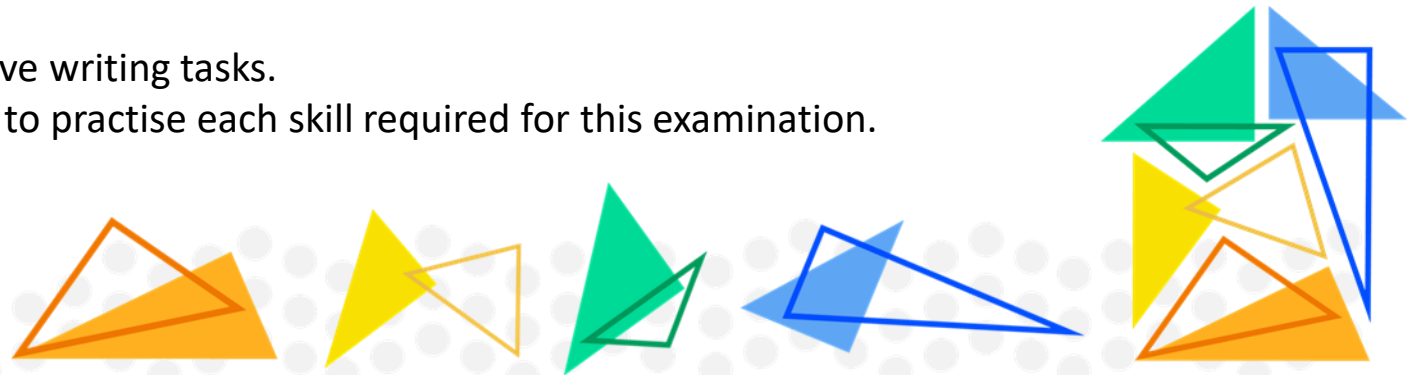 ve writing tasks.
to practise each skill required for this examination.